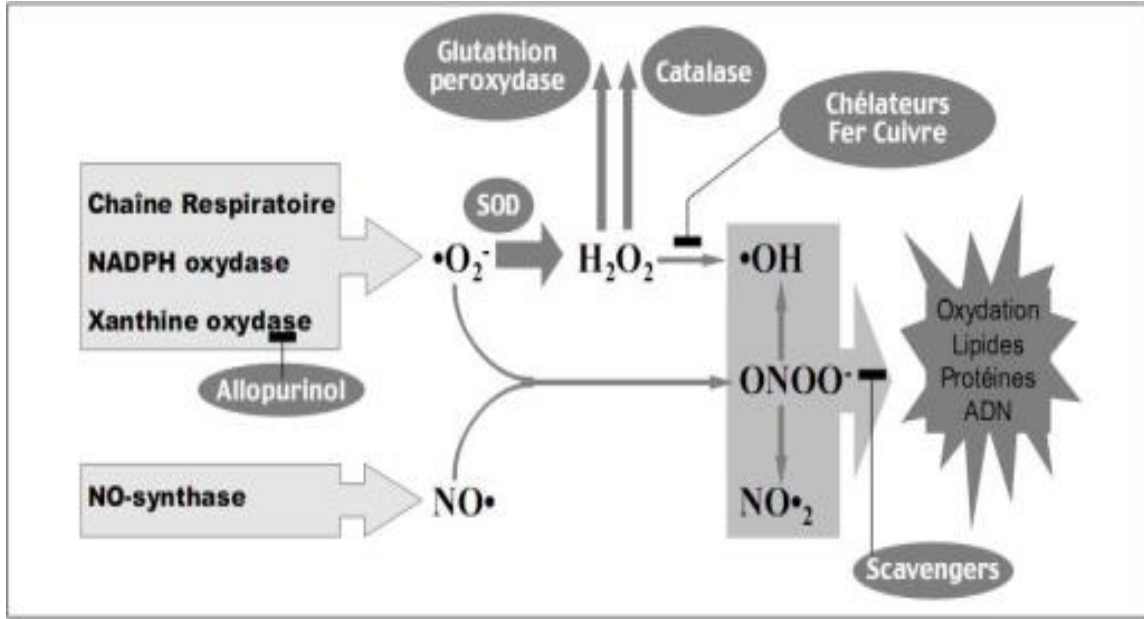 Glutathion
peroxydase
Catalase
Chélateurs
Fer Cuivre
Chaîne Respiratoire
NADPH oxydase
Xanthine oxydase
Allopurinol
SOD
•O₂⁻
H₂O₂
•OH
ONOO⁻
NO•₂
Oxydation
Lipides
Protéines
ADN
NO-synthase
NO•
Scavengers